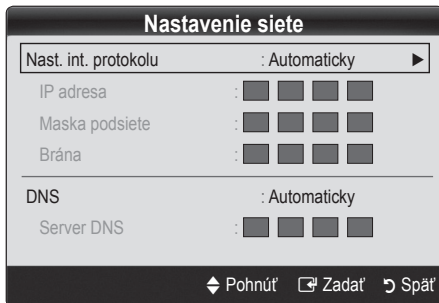 Nastavenie siete
Nast. int. protokolu : Automaticky
IP adresa :
Maska podsiete :
Brána :
DNS : Automaticky
Server DNS :
Pohnúť Zadať Späť